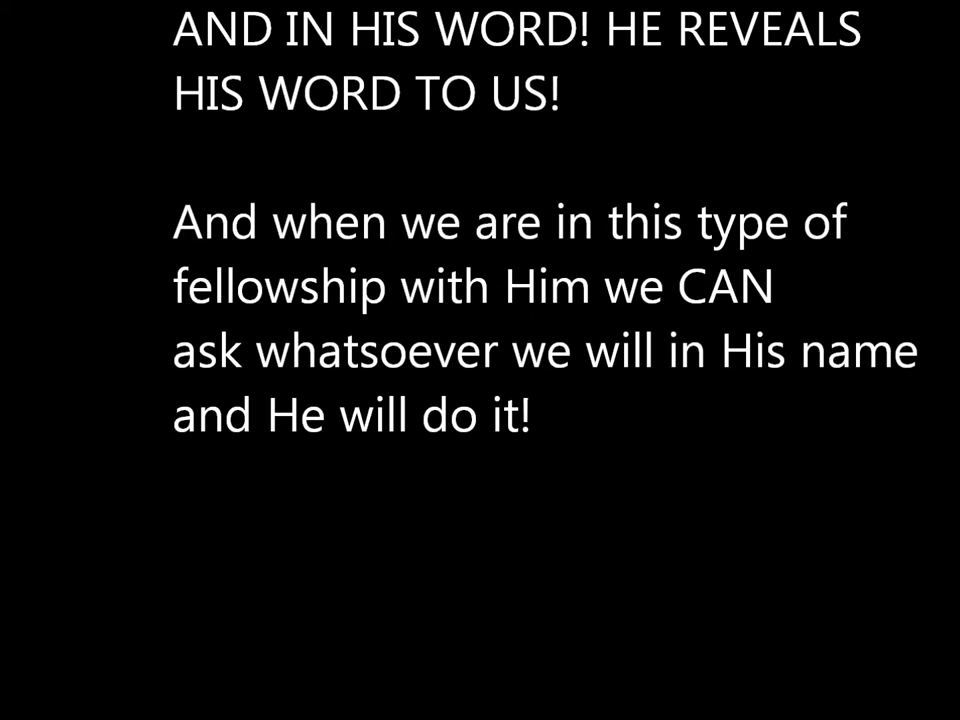 AND IN HIS WORD! HE REVEALS
HIS WORD TO US!
And when we are in this type of
fellowship with Him we CAN
ask whatsoever we will in His name
and He will do it!